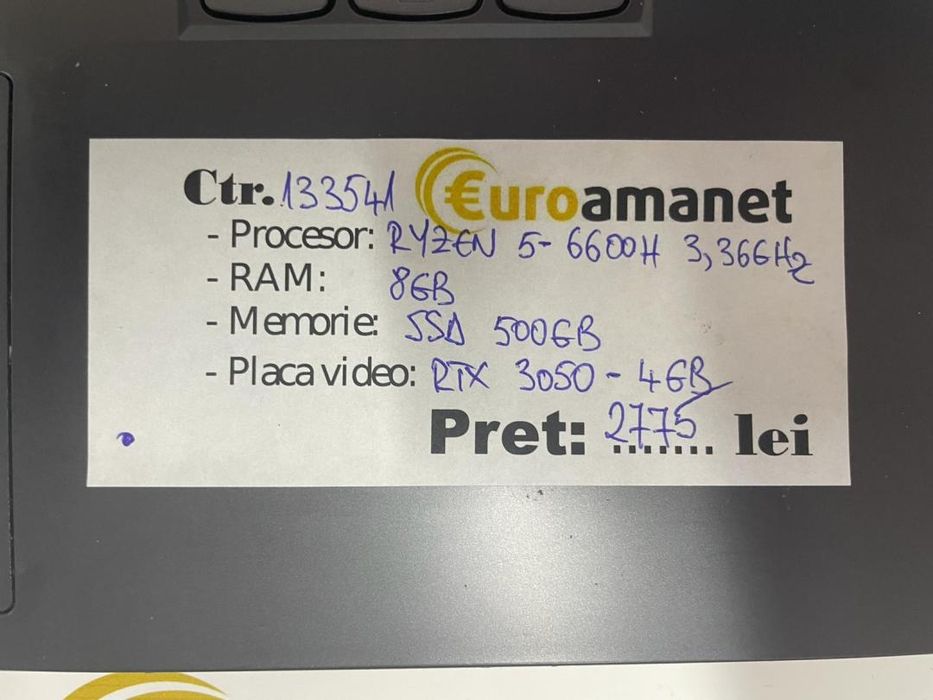 Ctr. 133541 €uroamanet
- Procesor: RYZEN 5- 6600H 3,36GHz
- RAM: 8GB
- Memorie: SSD 500GB
- Placa video: RTX 3050 - 4GB
Pret: 2775 lei